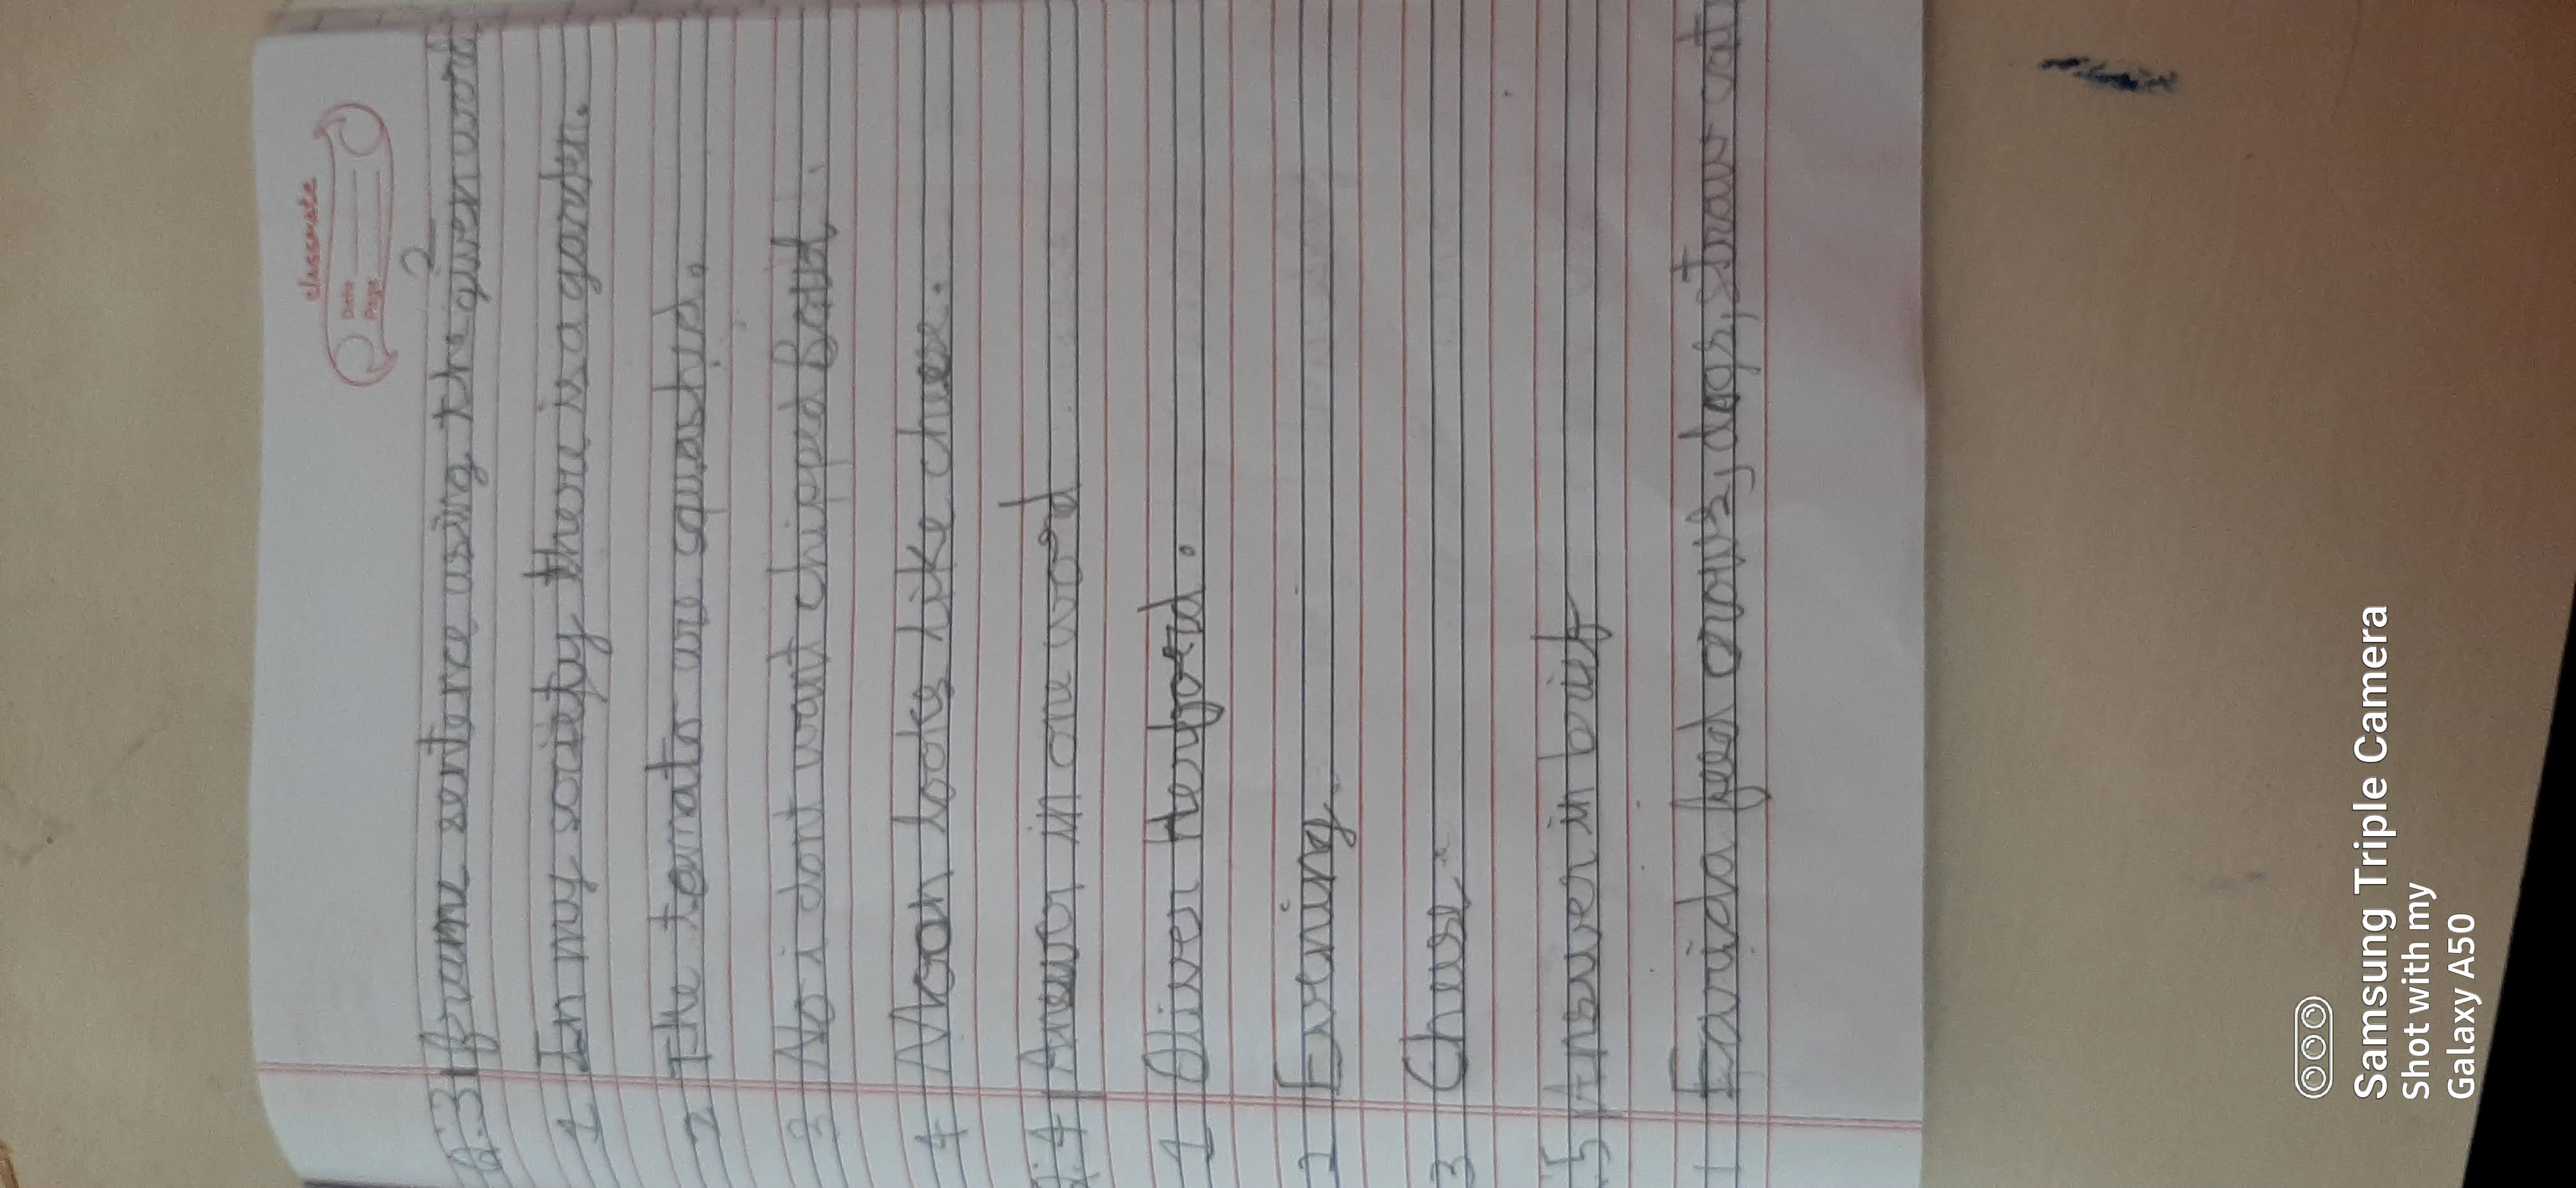 classmate
Date
Page
2
Q.3 frame sentence using the given word
1 In my society there is a garden.
2 The tomato are squashed.
3 No i dont want chipped
4 Moon looks like cheese.
Q.4 Answer in one word
1 Oliver Herfoerd.
2 Evening.
3 Cheese.
.5 Answer in brief
1 Farida feed crows, dogs, straw cat
Samsung Triple Camera
Shot with my
Galaxy A50